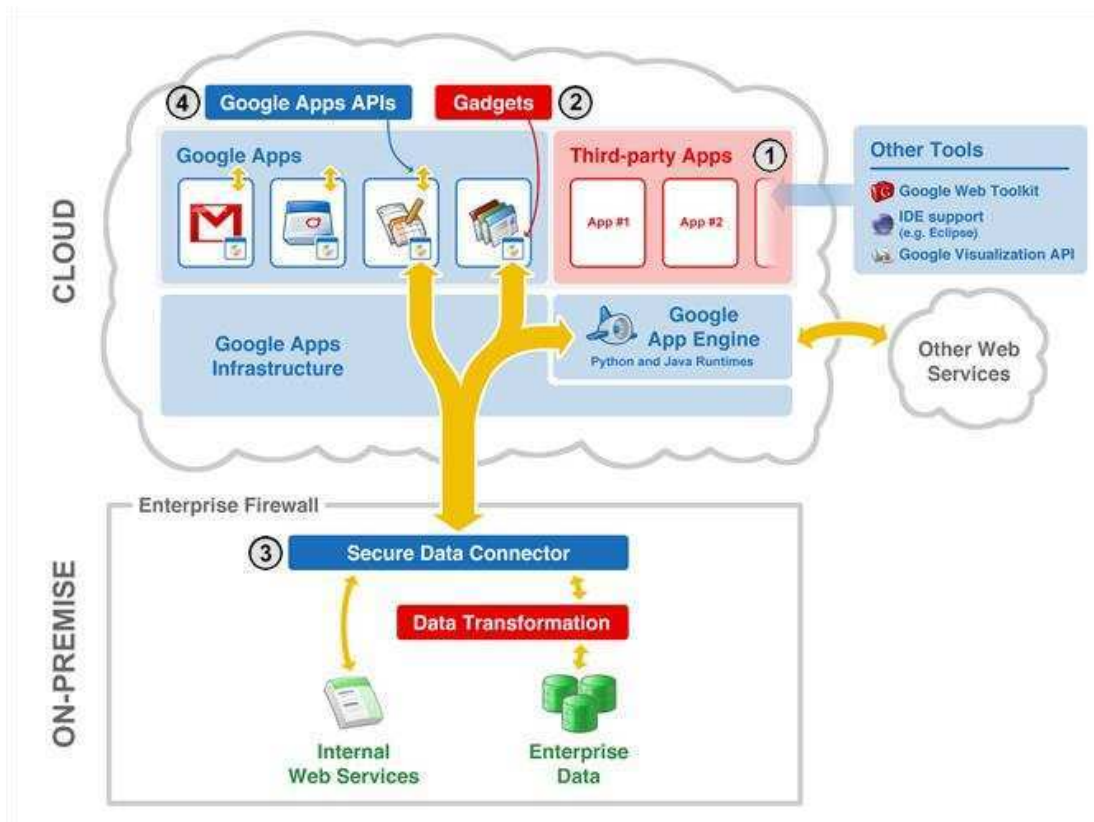 CLOUD
4
Google Apps APIs
Gadgets
2
Google Apps
Third-party Apps
1
App #1
App #2
Other Tools
Google Web Toolkit
IDE support
(e.g. Eclipse)
Google Visualization API
Google Apps
Infrastructure
Google
App Engine
Python and Java Runtimes
Other Web
Services
ON-PREMISE
Enterprise Firewall
3
Secure Data Connector
Data Transformation
Internal
Web Services
Enterprise
Data